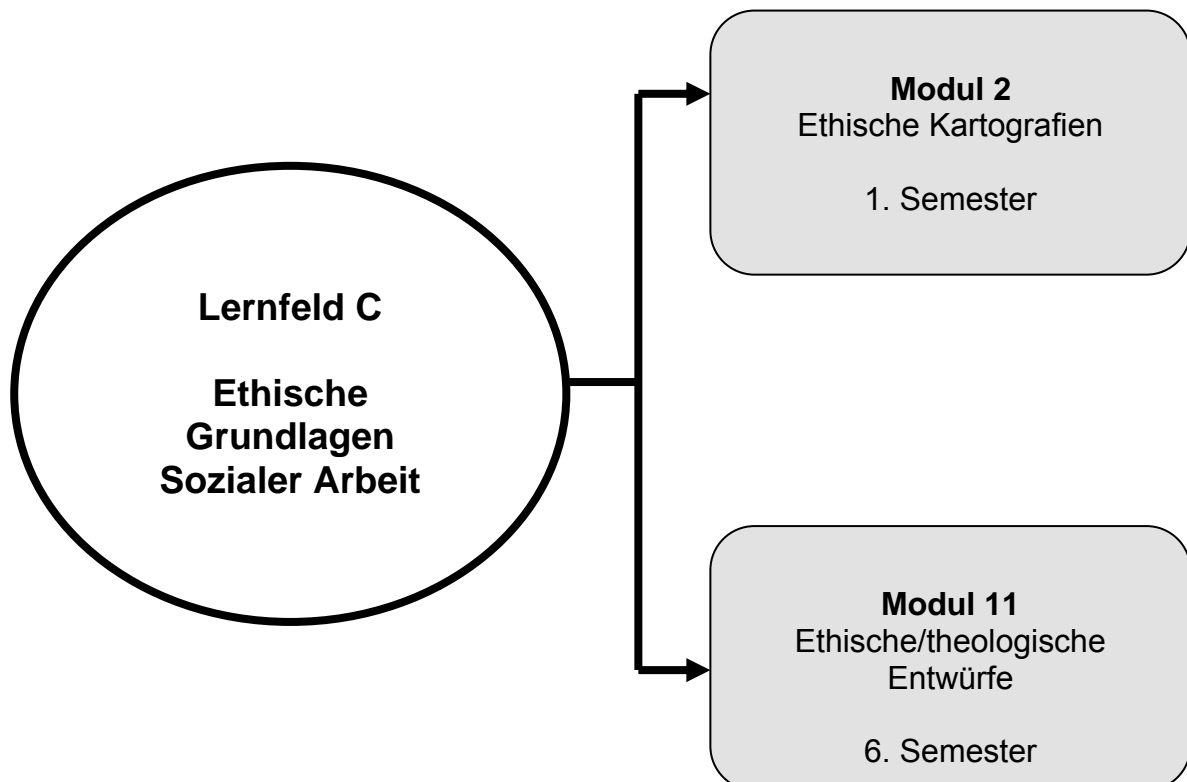 Lernfeld C
Ethische
Grundlagen
Sozialer Arbeit
Modul 2
Ethische Kartografien
1. Semester
Modul 11
Ethische/theologische
Entwürfe
6. Semester